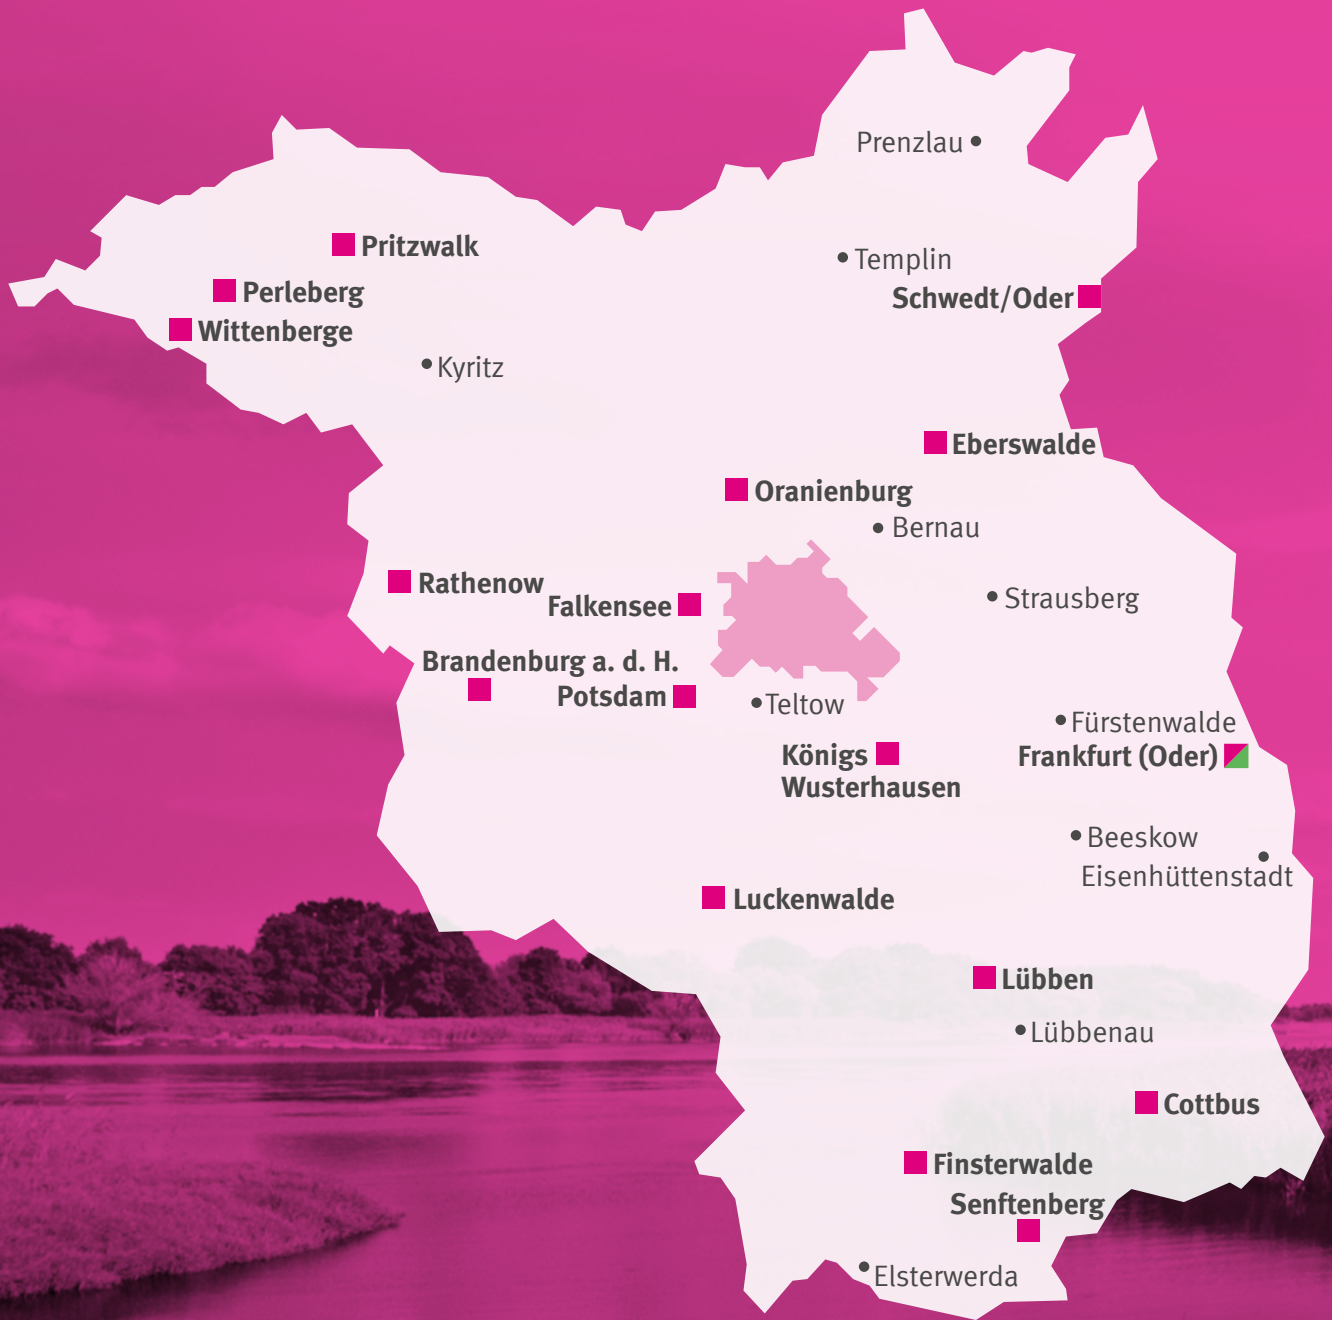 Prenzlau
Pritzwalk
Templin
Perleberg
Schwedt/Oder
Wittenberge
Kyritz
Eberswalde
Oranienburg
Bernau
Rathenow
Strausberg
Falkensee
Brandenburg a. d. H.
Potsdam
Teltow
Fürstenwalde
Königs
Wusterhausen
Frankfurt (Oder)
Beeskow
Eisenhüttenstadt
Luckenwalde
Lübben
Lübbenau
Cottbus
Finsterwalde
Senftenberg
Elsterwerda